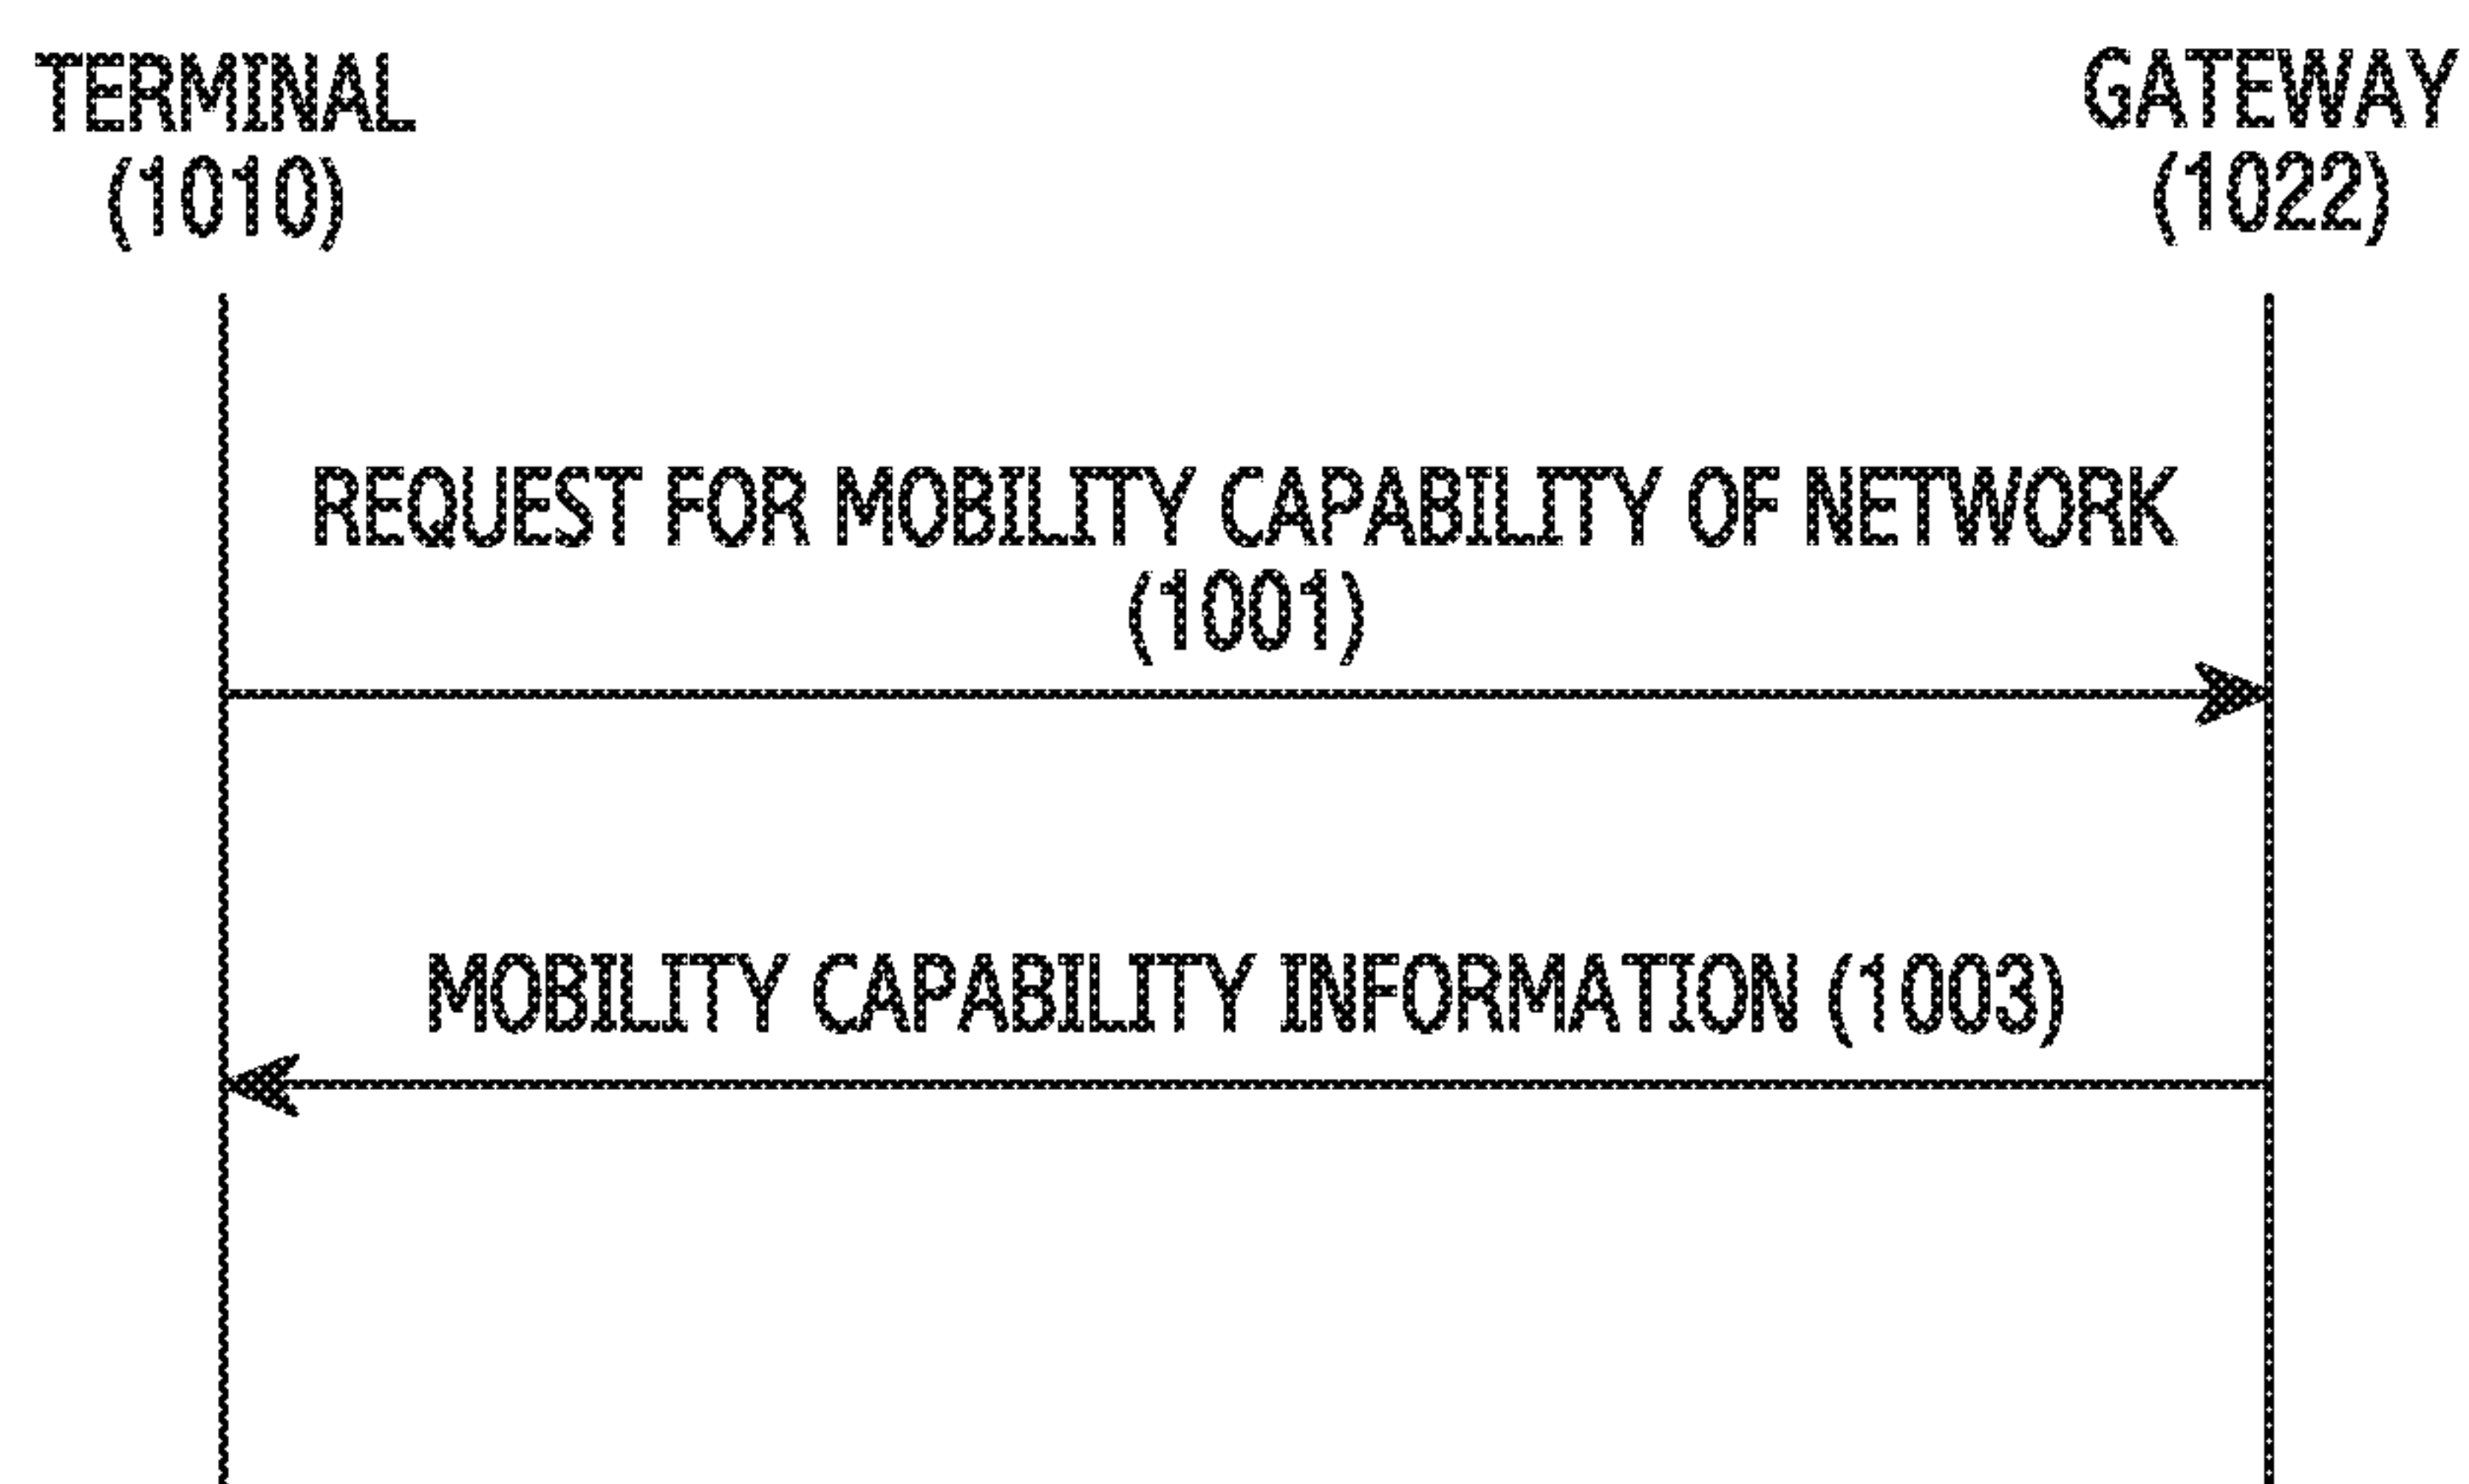 TERMINAL
(1010)
GATEWAY
(1022)
REQUEST FOR MOBILITY CAPABILITY OF NETWORK
(1001)
MOBILITY CAPABILITY INFORMATION (1003)